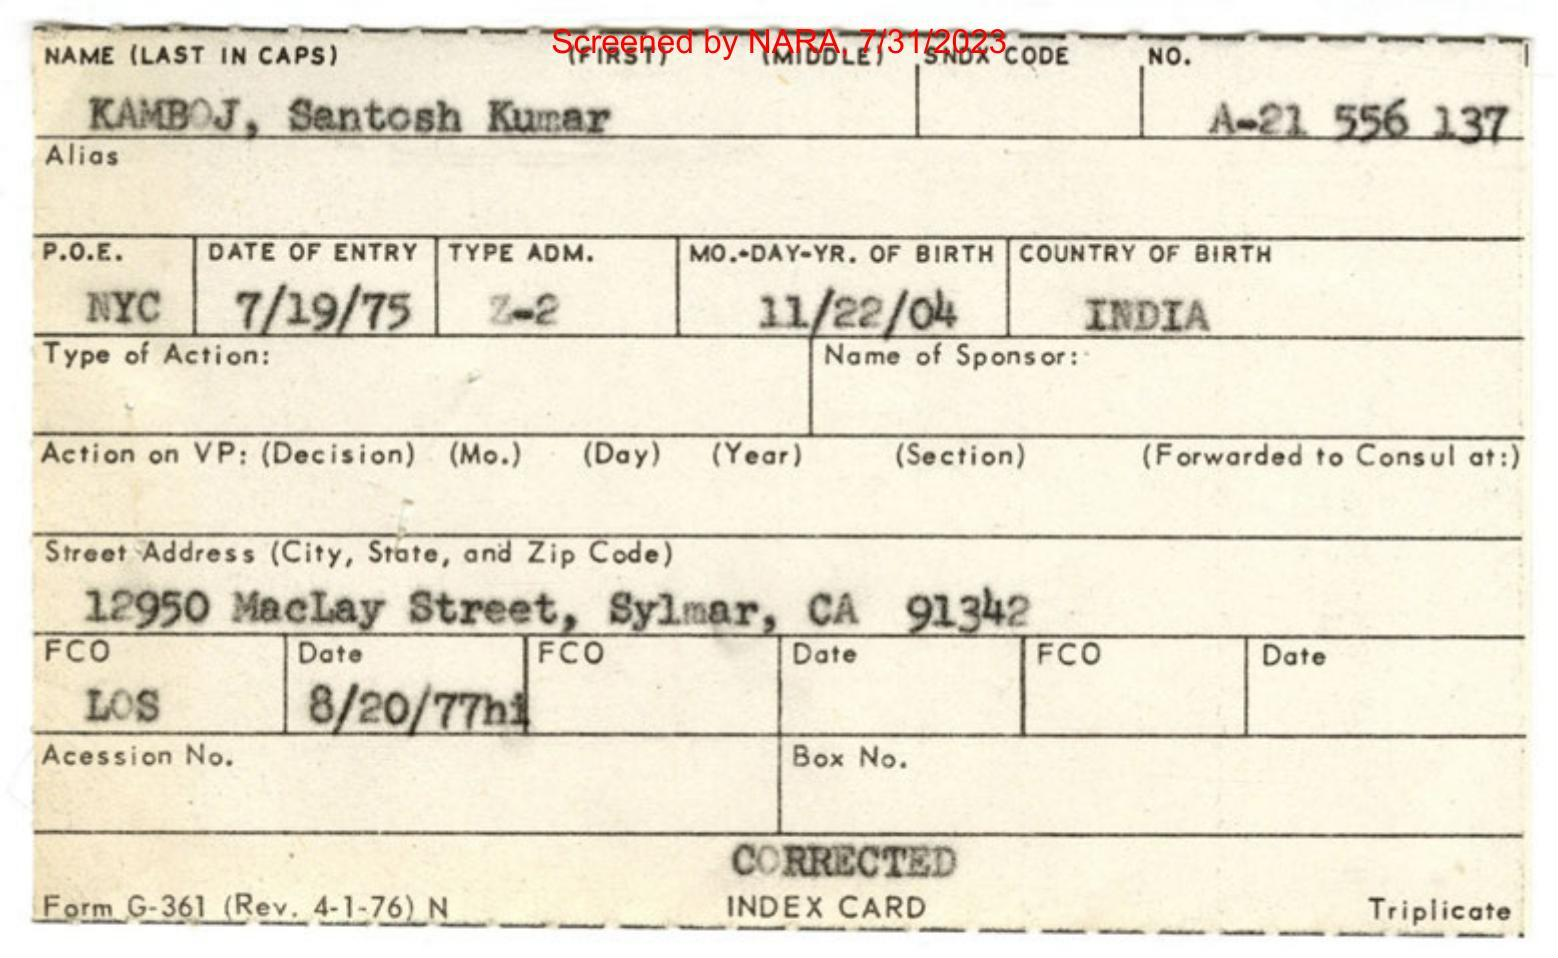 Screened by NARA, 7/31/2023
NAME (LAST IN CAPS) (FIRST) (MIDDLE) SNDX CODE NO.
KAMBOJ, Santosh Kumar A-21 556 137
Alias
P.O.E. DATE OF ENTRY TYPE ADM. MO.-DAY-YR. OF BIRTH COUNTRY OF BIRTH
NYC 7/19/75 Z-2 11/22/04 INDIA
Type of Action: Name of Sponsor:
Action on VP: (Decision) (Mo.) (Day) (Year) (Section) (Forwarded to Consul at:)
Street Address (City, State, and Zip Code)
12950 MacLay Street, Sylmar, CA 91342
FCO Date FCO Date FCO Date
LOS 8/20/77hi
Acession No. Box No.
CORRECTED
Form G-361 (Rev. 4-1-76) N INDEX CARD Triplicate